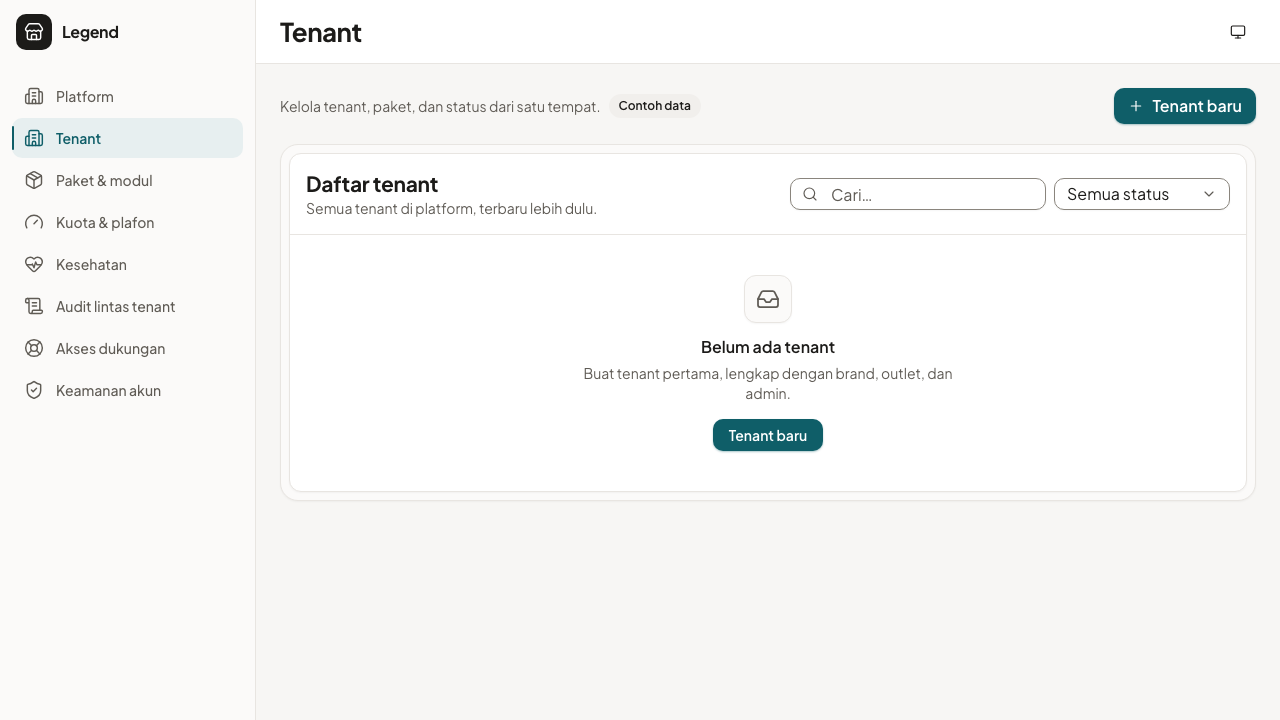 Legend
Tenant
Platform
Tenant
Paket & modul
Kuota & plafon
Kesehatan
Audit lintas tenant
Akses dukungan
Keamanan akun
Kelola tenant, paket, dan status dari satu tempat.
Contoh data
Tenant baru
Daftar tenant
Semua tenant di platform, terbaru lebih dulu.
Cari...
Semua status
Belum ada tenant
Buat tenant pertama, lengkap dengan brand, outlet, dan
admin.
Tenant baru